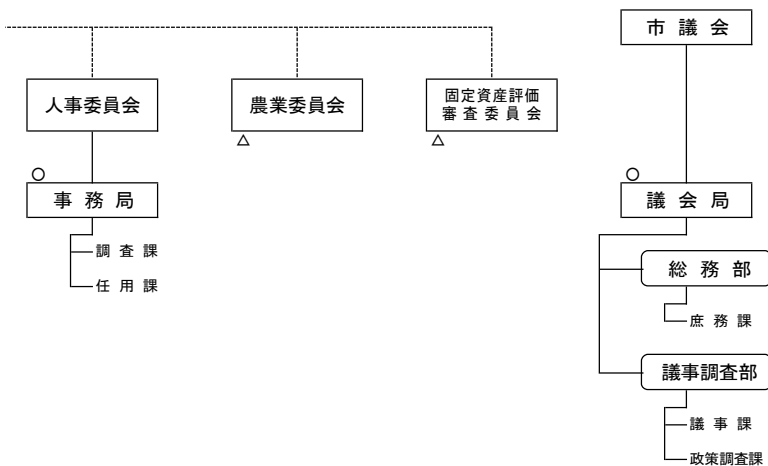 市議会
人事委員会
農業委員会
固定資産評価
審査委員会
△
△
○
事務局
○
議会局
調査課
任用課
総務部
庶務課
議事調査部
議事課
政策調査課